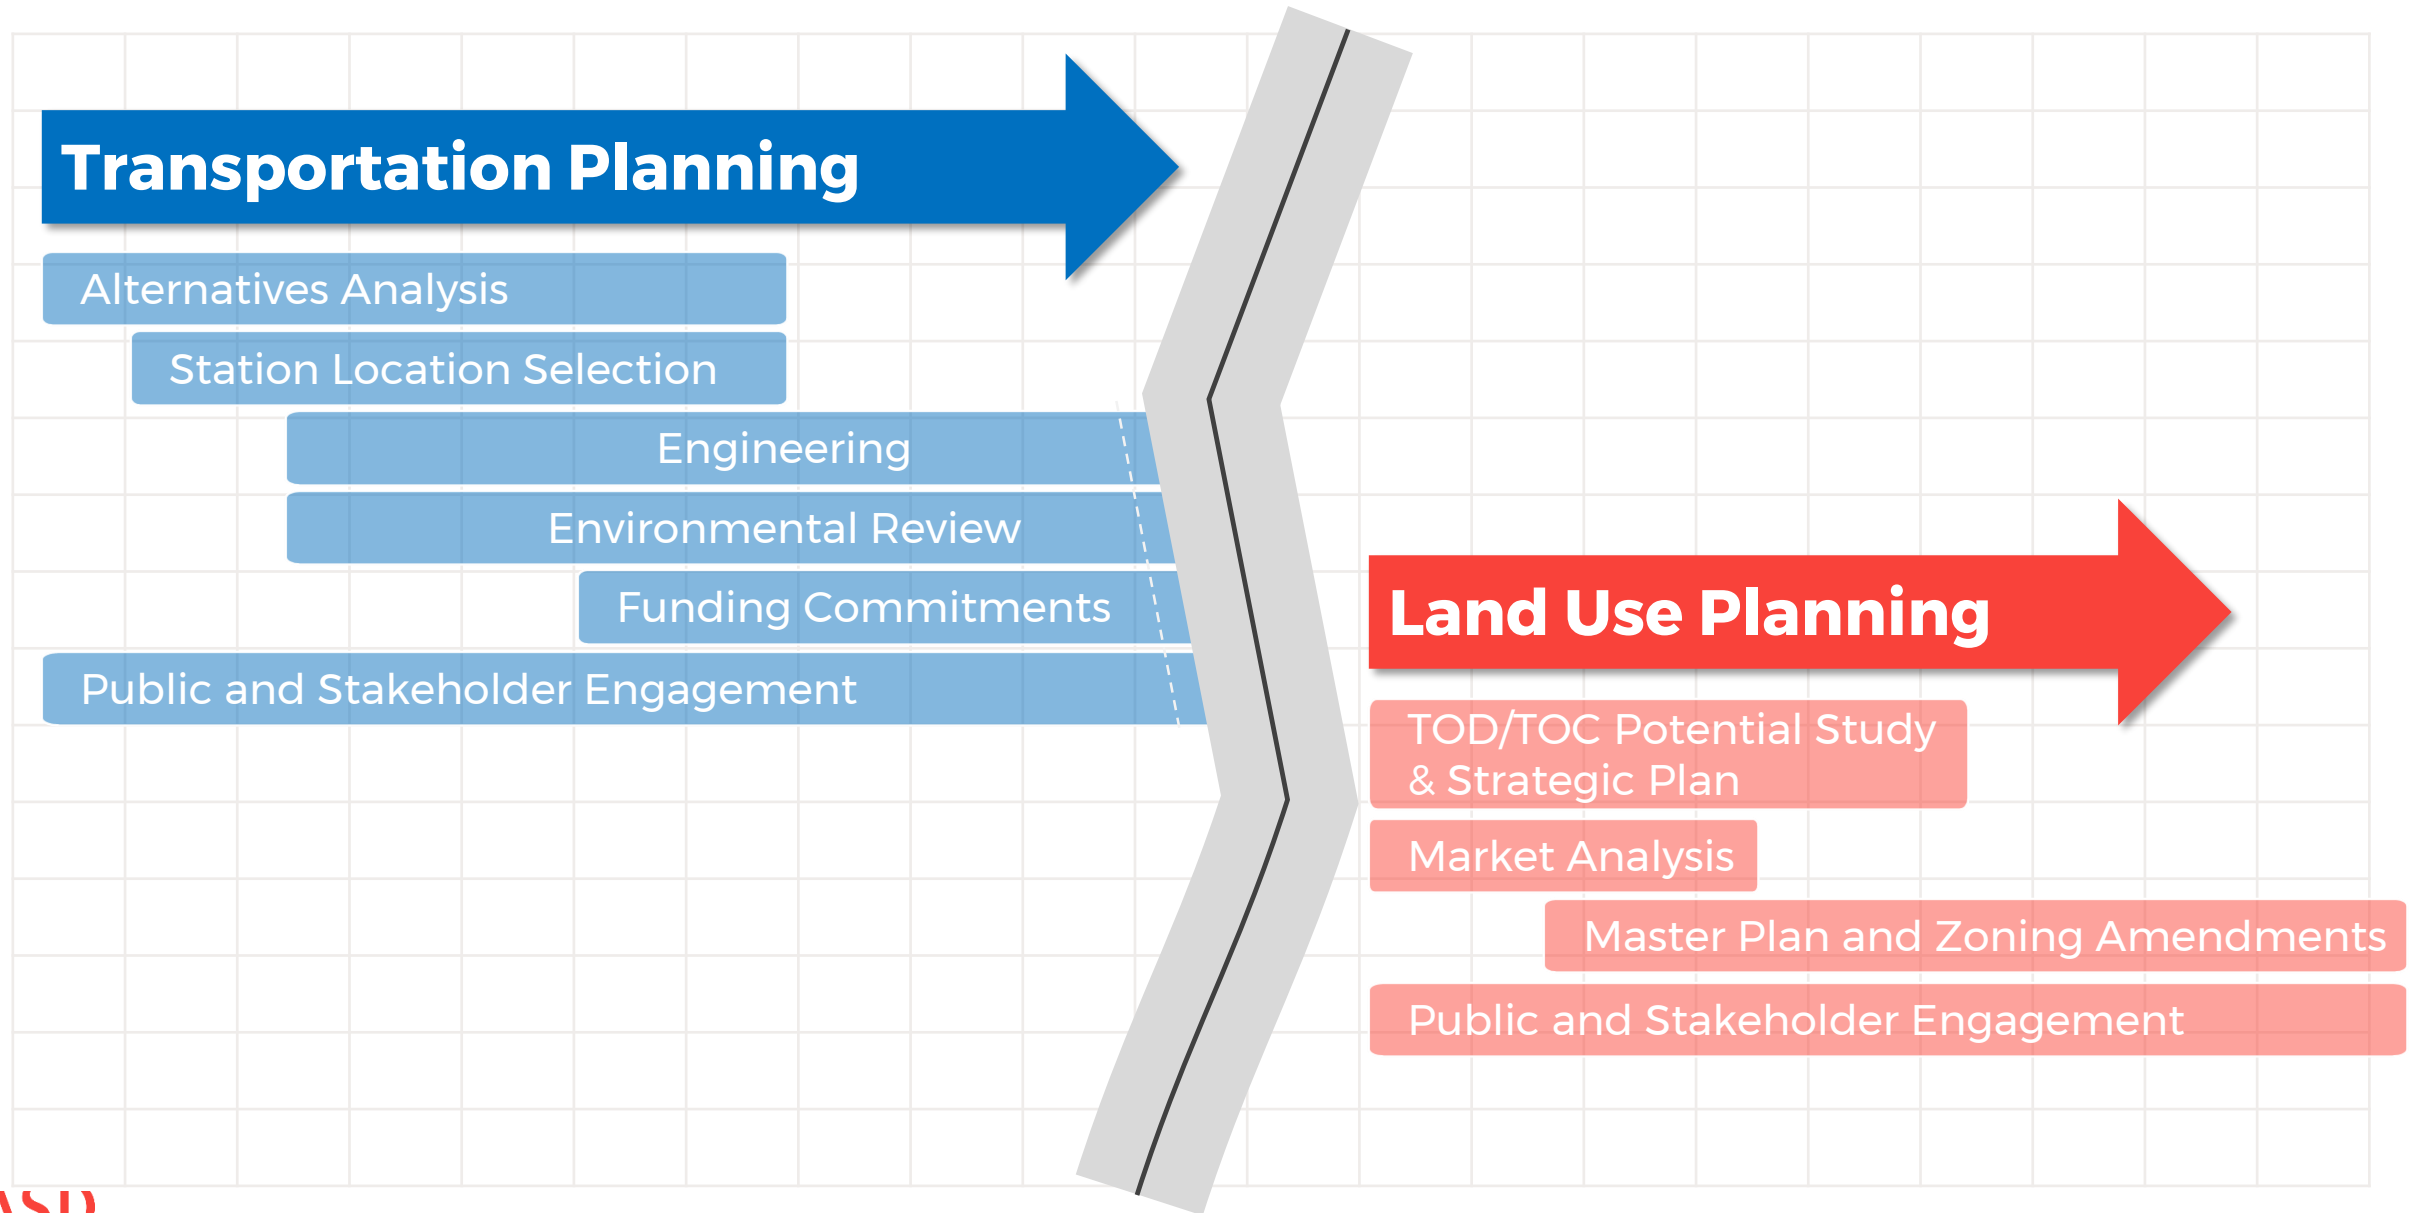 Transportation Planning
Alternatives Analysis
Station Location Selection
Engineering
Environmental Review
Funding Commitments
Public and Stakeholder Engagement
Land Use Planning
TOD/TOC Potential Study
& Strategic Plan
Market Analysis
Master Plan and Zoning Amendments
Public and Stakeholder Engagement